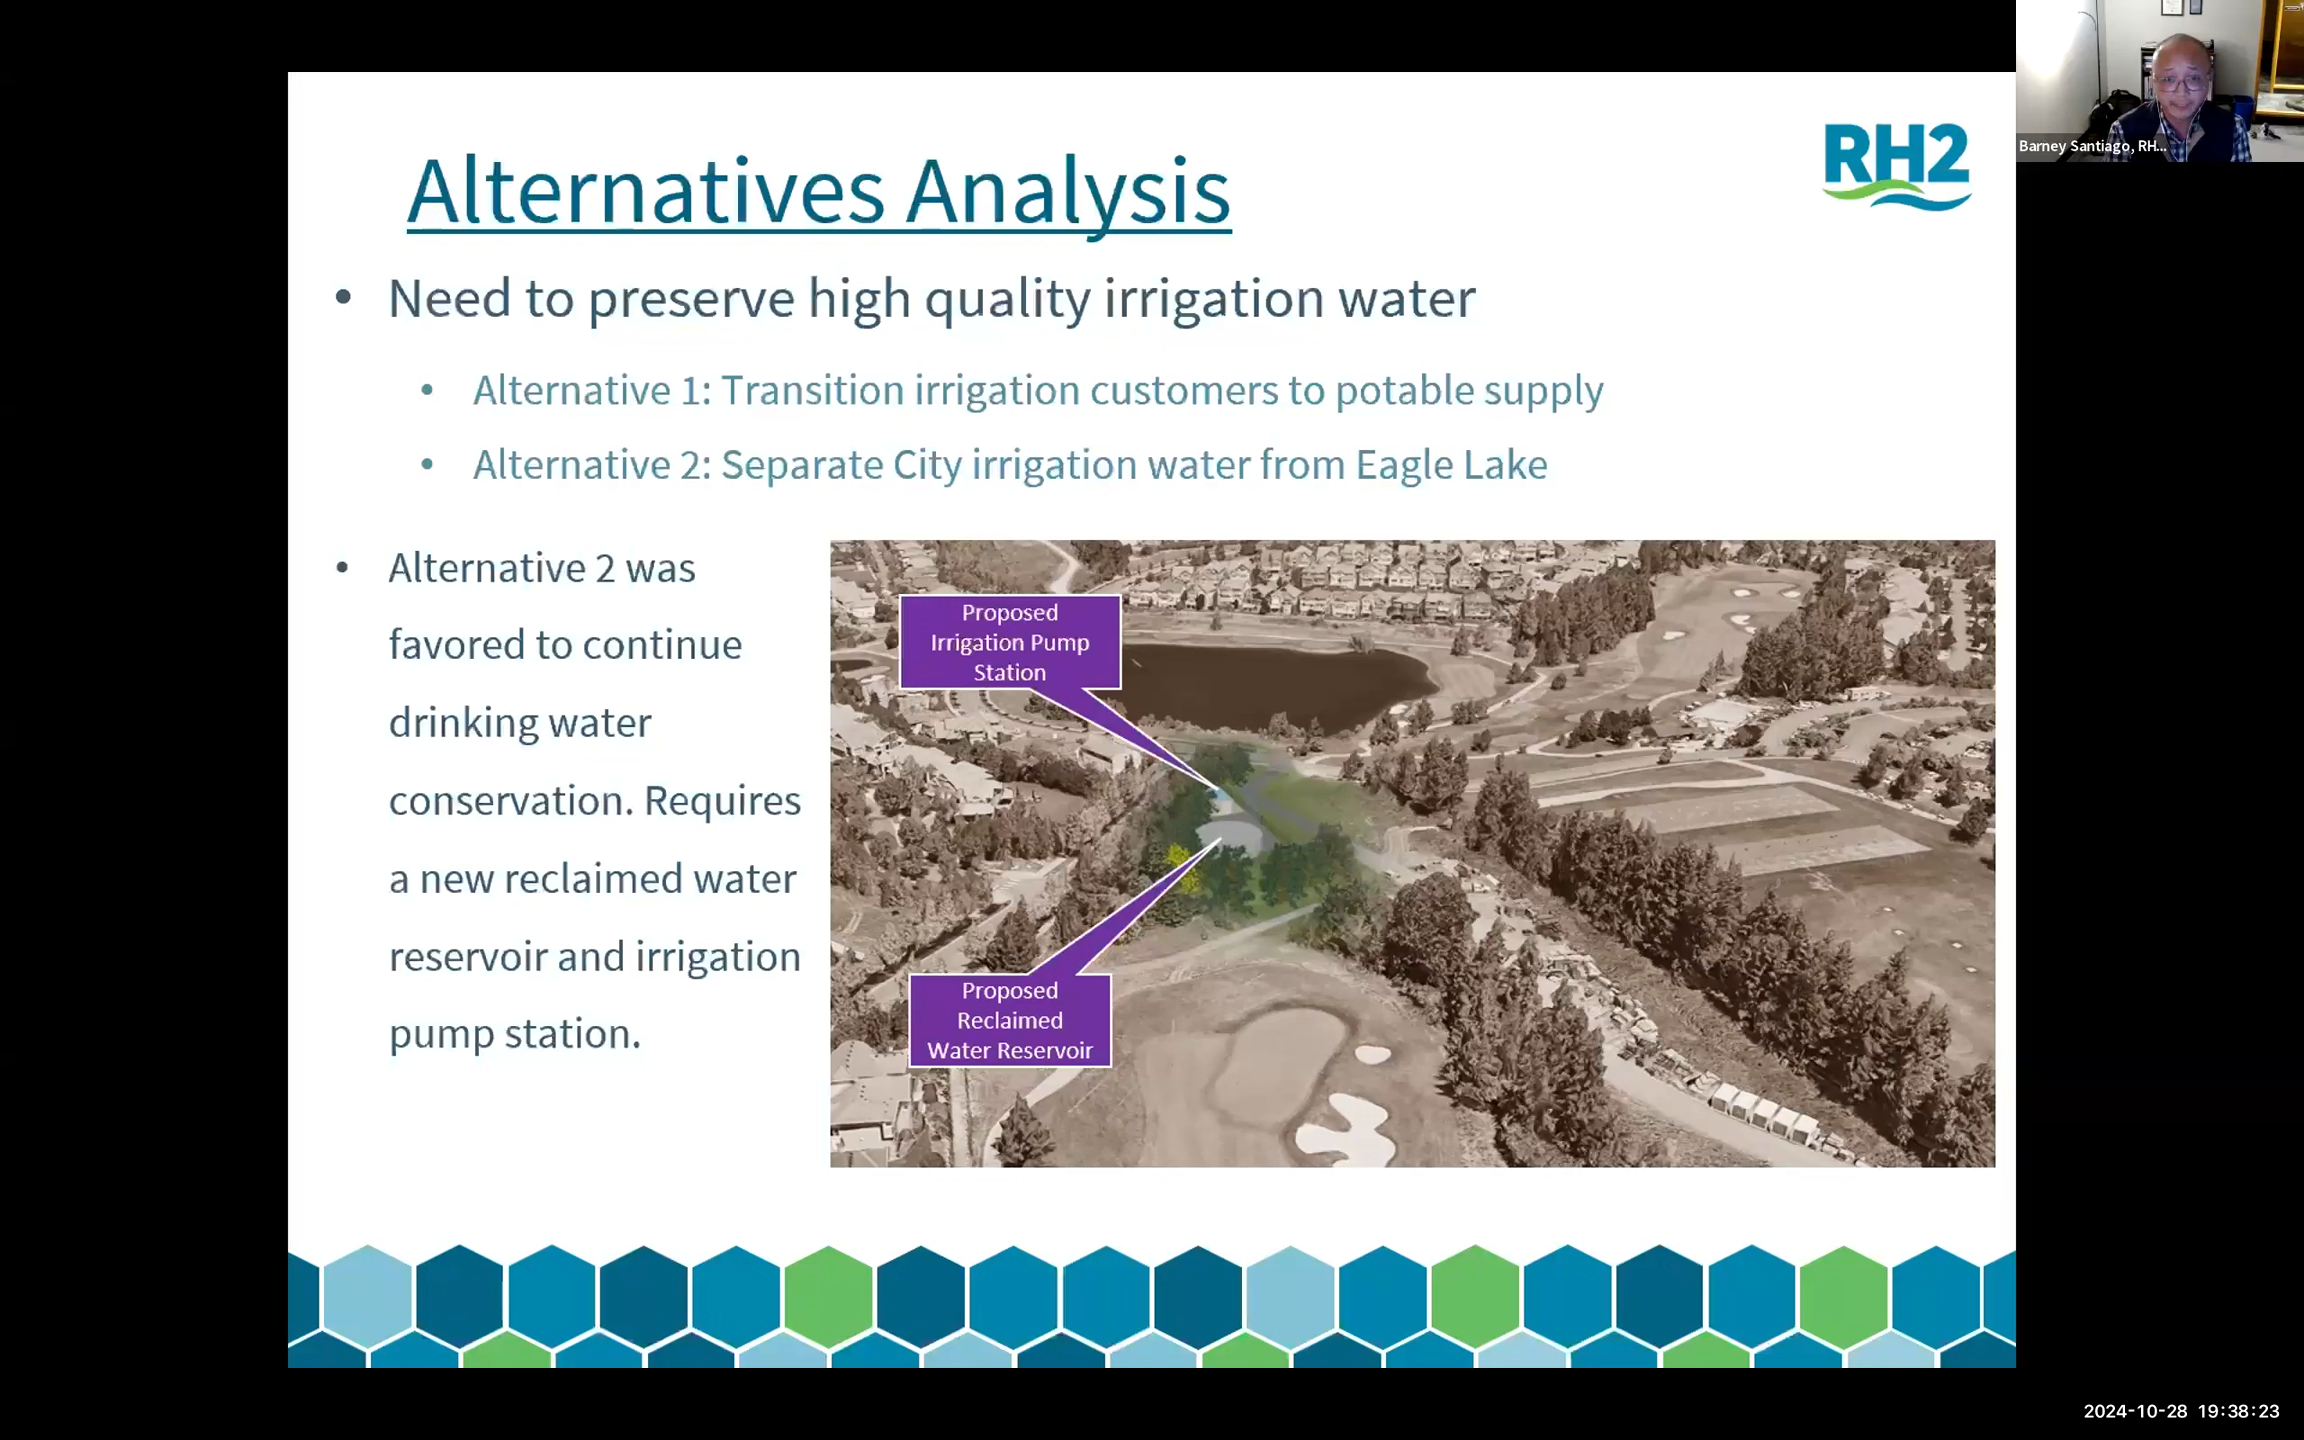 Barney Santiago, RH...
RH2
Alternatives Analysis
• Need to preserve high quality irrigation water
• Alternative 1: Transition irrigation customers to potable supply
• Alternative 2: Separate City irrigation water from Eagle Lake
• Alternative 2 was
favored to continue
drinking water
conservation. Requires
a new reclaimed water
reservoir and irrigation
pump station.
Proposed
Irrigation Pump
Station
Proposed
Reclaimed
Water Reservoir
2024-10-28 19:38:23